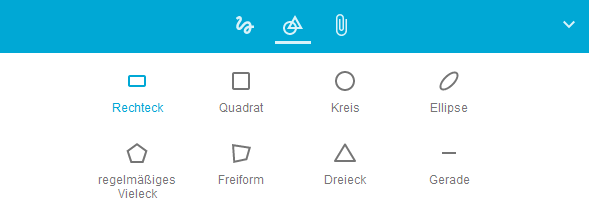 Rechteck
Quadrat
Kreis
Ellipse
regelmäßiges
Vieleck
Freiform
Dreieck
Gerade